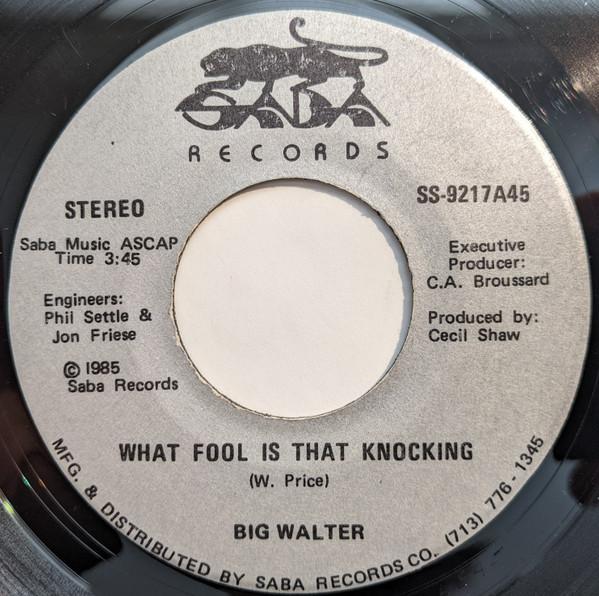 SABA
RECORDS
STEREO
SS-9217A45
Saba Music ASCAP
Time 3:45
Engineers:
Phil Settle &
Jon Friese
© 1985
Saba Records
Executive
Producer:
C.A. Broussard
Produced by:
Cecil Shaw
WHAT FOOL IS THAT KNOCKING
(W. Price)
BIG WALTER
MFG. & DISTRIBUTED BY SABA RECORDS CO. (713) 776-1345